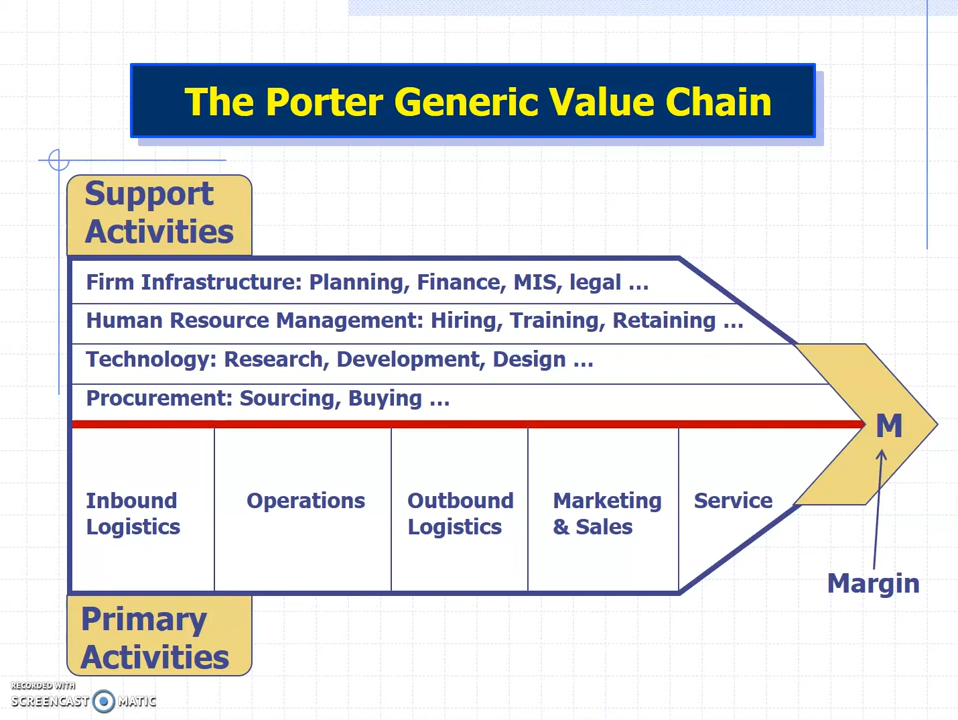 The Porter Generic Value Chain
Support
Activities
Firm Infrastructure: Planning, Finance, MIS, legal ...
Human Resource Management: Hiring, Training, Retaining ...
Technology: Research, Development, Design ...
Procurement: Sourcing, Buying ...
M
Inbound
Logistics
Operations
Outbound
Logistics
Marketing
& Sales
Service
Margin
Primary
Activities
RECORDED WITH
SCREENCAST MATIC